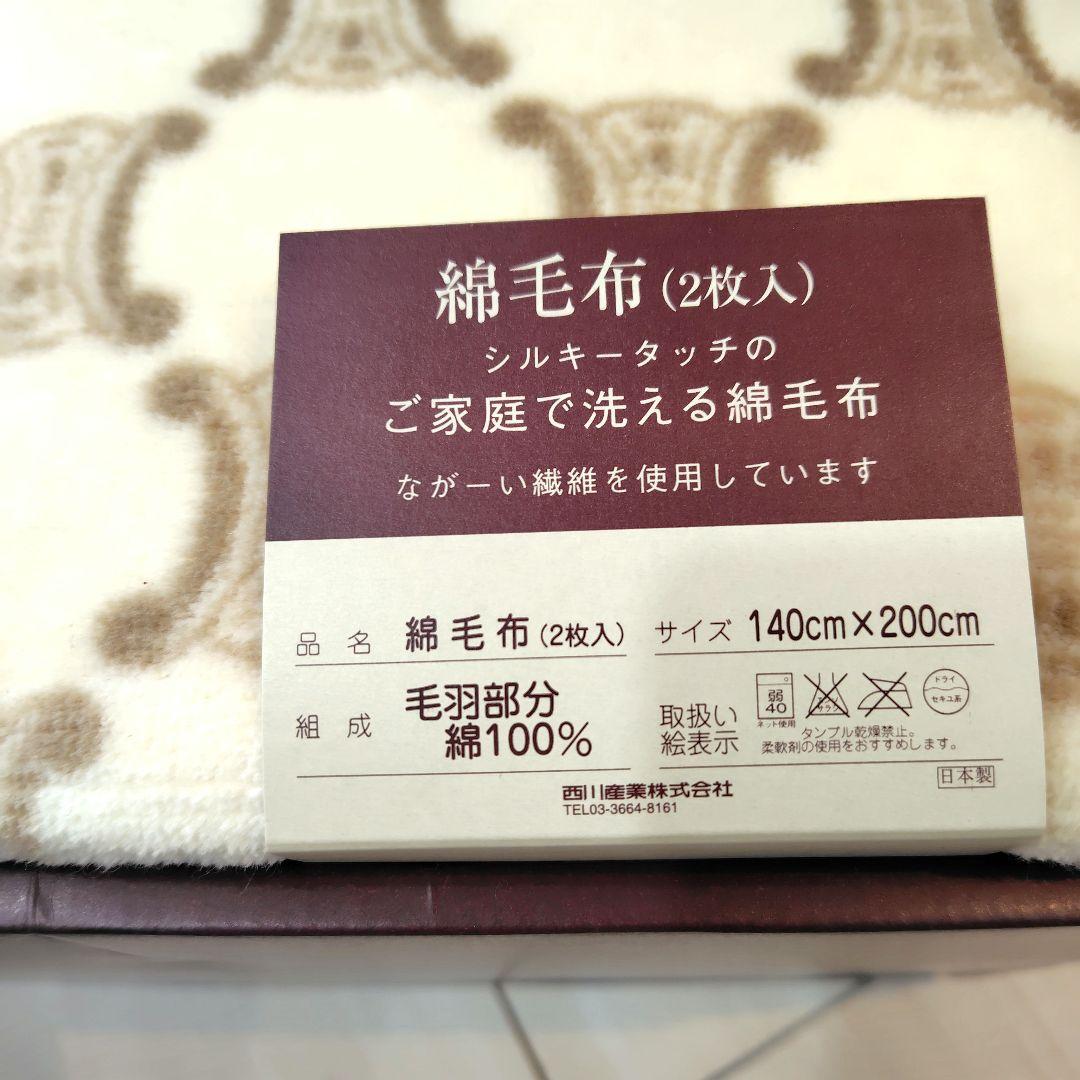 綿毛布(2枚入)
シルキータッチの
ご家庭で洗える綿毛布
ながーい繊維を使用しています
品名 綿毛布(2枚入)
サイズ 140cm×200cm
組成 毛羽部分
綿100%
取扱い
絵表示
弱
40
ネット使用
エンソ
サラシ
ドライ
セキユ系
タンブル乾燥禁止。
柔軟剤の使用をおすすめします。
西川産業株式会社
TEL03-3664-8161
日本製